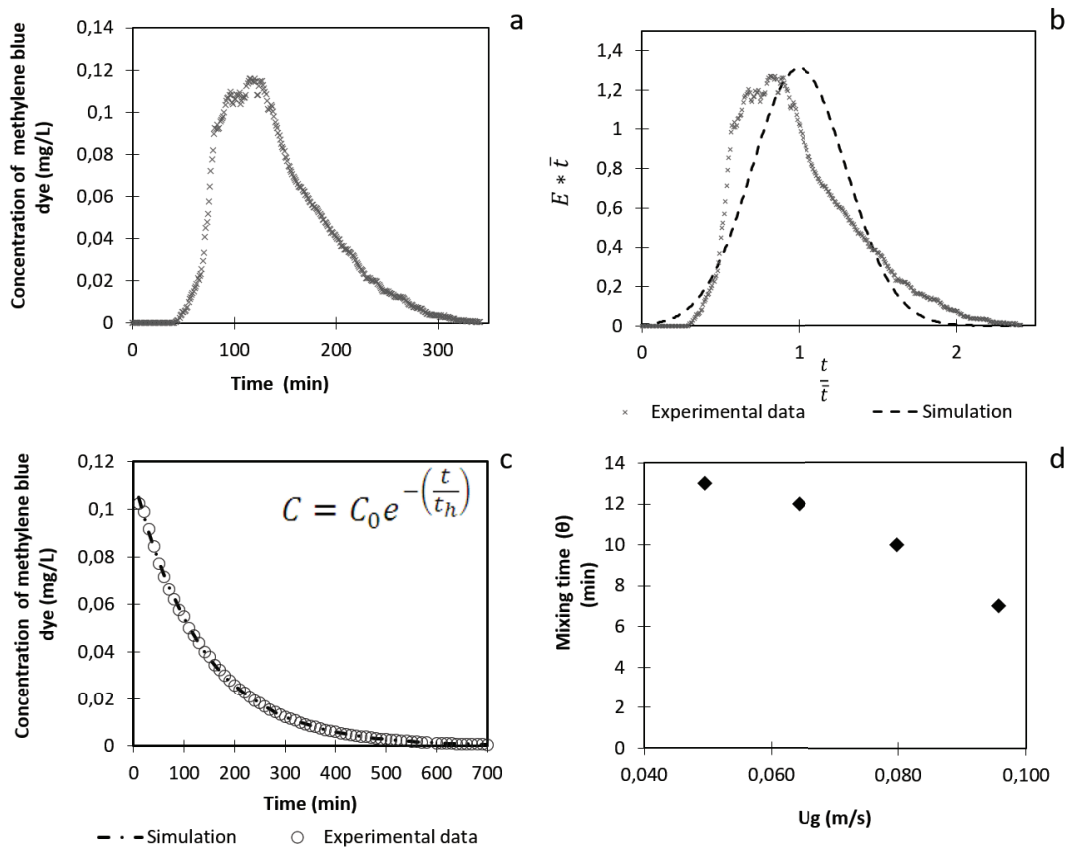 a
Concentration of methylene blue
dye (mg/L)
0,14
0,12
0,1
0,08
0,06
0,04
0,02
0
0 100 200 300
Time (min)
b
E * t̅
1,4
1,2
1
0,8
0,6
0,4
0,2
0
0 1 2
t
t̅
Experimental data Simulation
c
Concentration of methylene blue
dye (mg/L)
0,12
0,1
0,08
0,06
0,04
0,02
0
C = C₀e^-(t/t_h)
0 100 200 300 400 500 600 700
Time (min)
Simulation Experimental data
d
Mixing time (θ)
(min)
14
12
10
8
6
4
2
0
0,040 0,060 0,080 0,100
Ug (m/s)